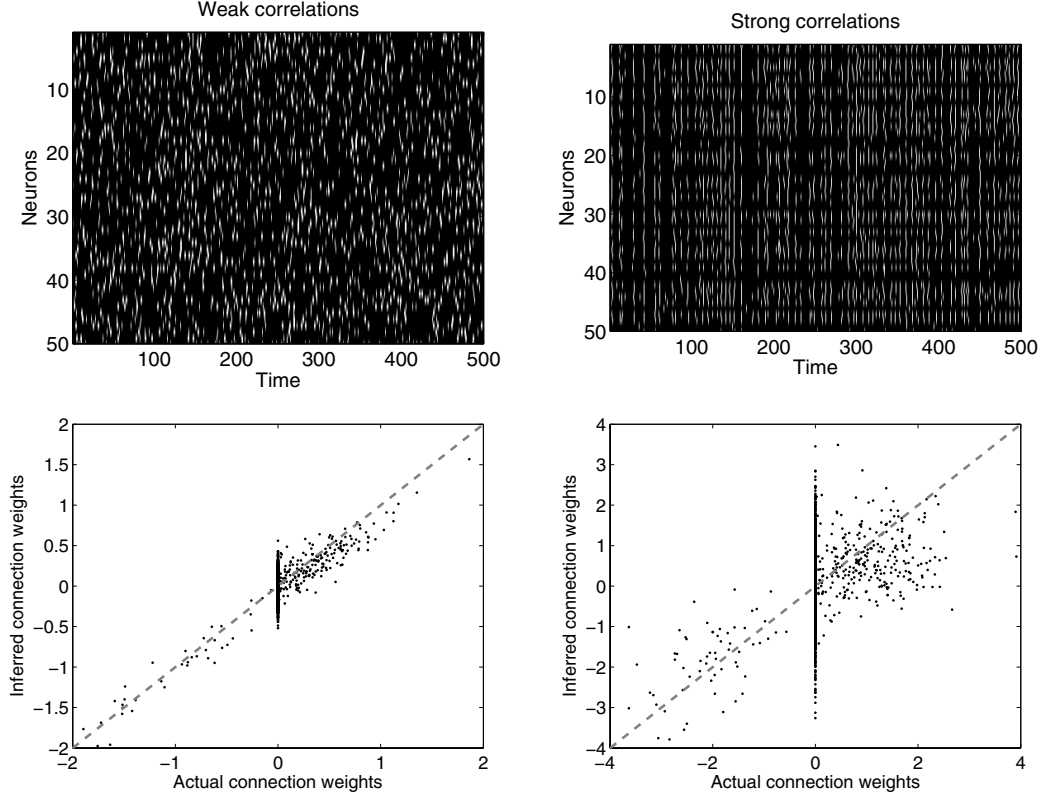 Weak correlations
Neurons
10
20
30
40
50
100 200 300 400 500
Time
Strong correlations
Neurons
10
20
30
40
50
100 200 300 400 500
Time
Inferred connection weights
2
1.5
1
0.5
0
−0.5
−1
−1.5
−2
−2 −1 0 1 2
Actual connection weights
Inferred connection weights
4
3
2
1
0
−1
−2
−3
−4
−4 −2 0 2 4
Actual connection weights